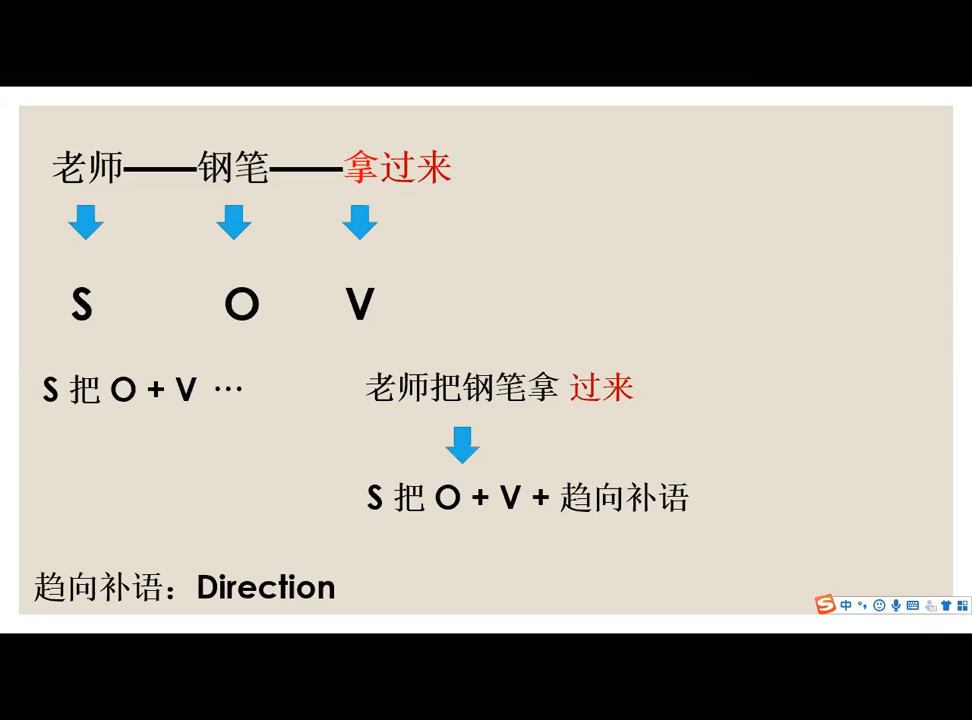 老师——钢笔——拿过来
S O V
S 把 O + V …
老师把钢笔拿 过来
S 把 O + V + 趋向补语
趋向补语：Direction
中